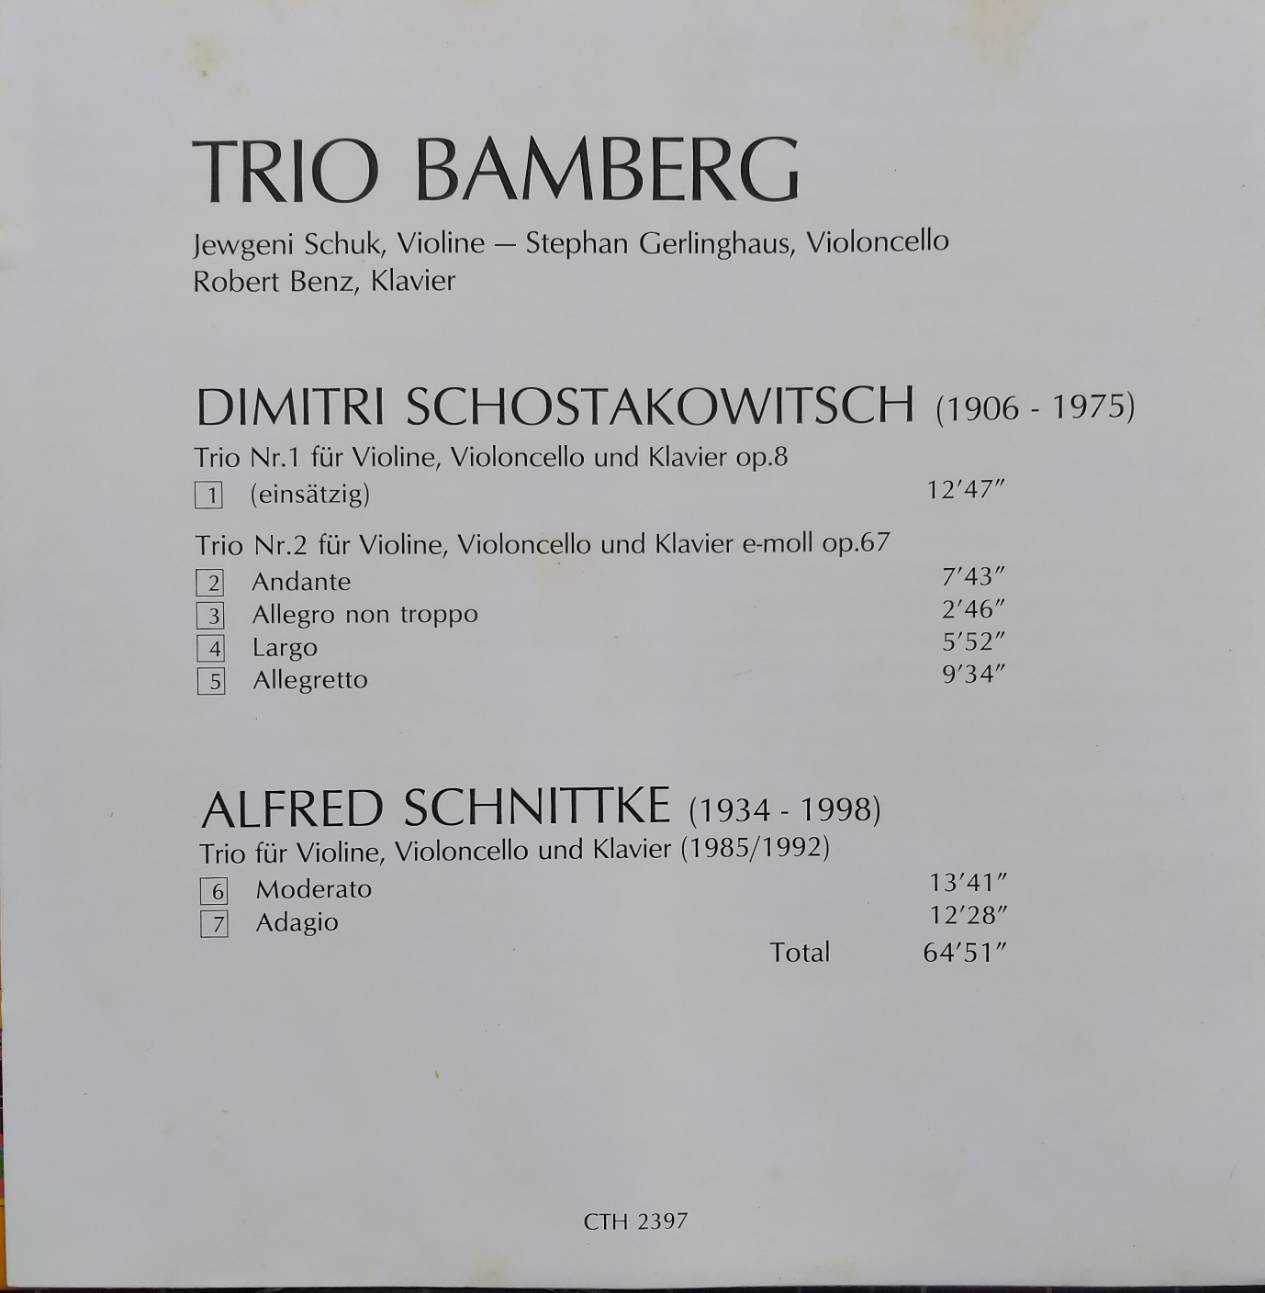 TRIO BAMBERG
Jewgeni Schuk, Violine — Stephan Gerlinghaus, Violoncello
Robert Benz, Klavier
DIMITRI SCHOSTAKOWITSCH (1906 - 1975)
Trio Nr.1 für Violine, Violoncello und Klavier op.8
1 (einsätzig) 12′47″
Trio Nr.2 für Violine, Violoncello und Klavier e-moll op.67
2 Andante 7′43″
3 Allegro non troppo 2′46″
4 Largo 5′52″
5 Allegretto 9′34″
ALFRED SCHNITTKE (1934 - 1998)
Trio für Violine, Violoncello und Klavier (1985/1992)
6 Moderato 13′41″
7 Adagio 12′28″
Total 64′51″
CTH 2397